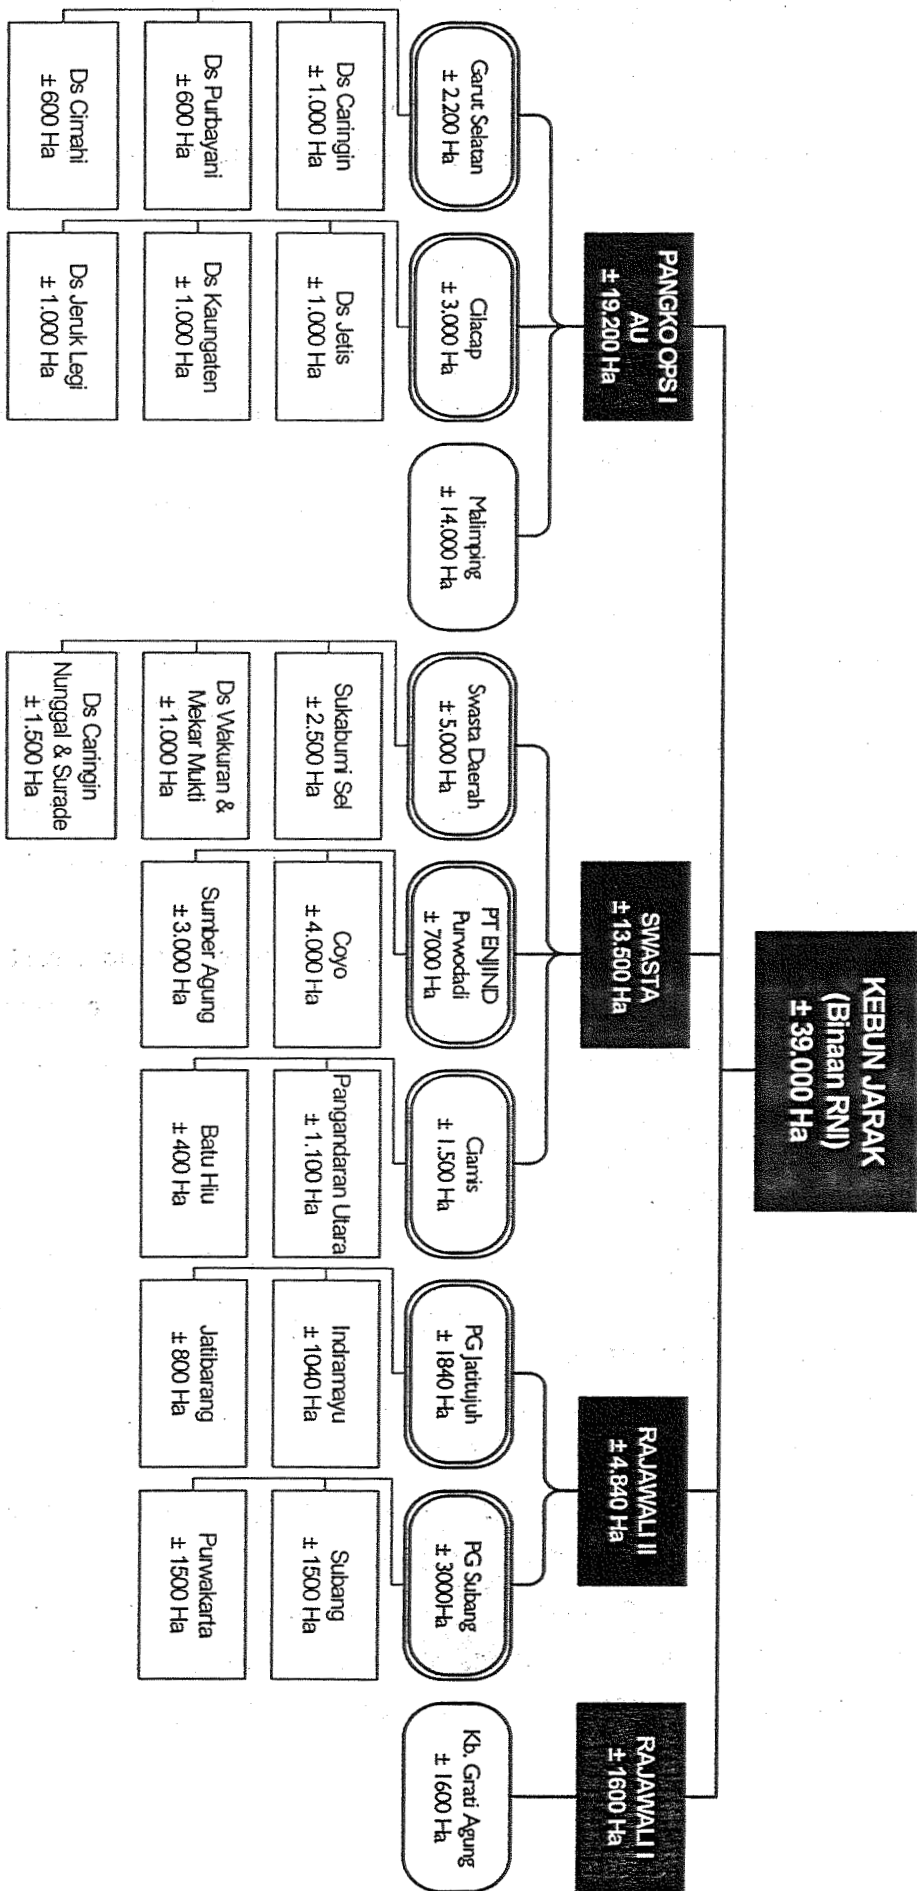 KEBUN JARAK
(Binaan RNI)
± 39.000 Ha
PANGKO OPS I
AU
± 19.200 Ha
SWASTA
± 13.500 Ha
RAJAWALI II
± 4.840 Ha
RAJAWALI I
± 1600 Ha
Garut Selatan
± 2.200 Ha
Cilacap
± 3.000 Ha
Malimping
± 14.000 Ha
Swasta Daerah
± 5.000 Ha
PT ENJIND
Purwodadi
± 7000 Ha
Ciamis
± 1.500 Ha
PG Jatitujuh
± 1840 Ha
PG Subang
± 3000Ha
Kb. Grati Agung
± 1600 Ha
Ds Caringin
± 1.000 Ha
Ds Jetis
± 1.000 Ha
Sukabumi Sel
± 2.500 Ha
Coyo
± 4.000 Ha
Pangandaran Utara
± 1.100 Ha
Indramayu
± 1040 Ha
Subang
± 1500 Ha
Ds Purbayani
± 600 Ha
Ds Kaungaten
± 1.000 Ha
Ds Wakuran &
Mekar Mukti
± 1.000 Ha
Sumber Agung
± 3.000 Ha
Batu Hiu
± 400 Ha
Jatibarang
± 800 Ha
Purwakarta
± 1500 Ha
Ds Cimahi
± 600 Ha
Ds Jeruk Legi
± 1.000 Ha
Ds Caringin
Nunggal & Surade
± 1.500 Ha